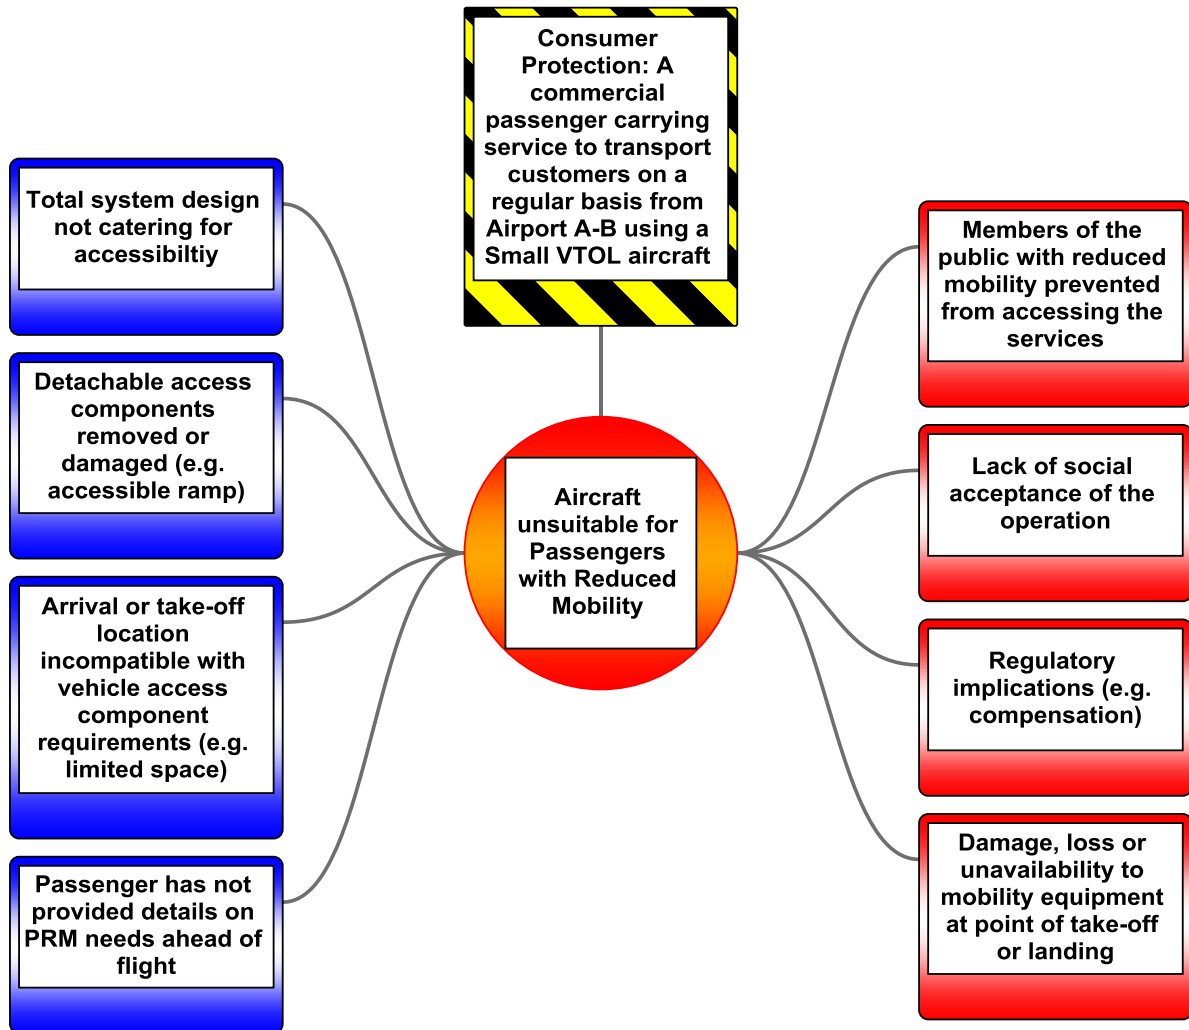 Consumer
Protection: A
commercial
passenger carrying
service to transport
customers on a
regular basis from
Airport A-B using a
Small VTOL aircraft
Total system design
not catering for
accessibiltiy
Detachable access
components
removed or
damaged (e.g.
accessible ramp)
Arrival or take-off
location
incompatible with
vehicle access
component
requirements (e.g.
limited space)
Passenger has not
provided details on
PRM needs ahead of
flight
Aircraft
unsuitable for
Passengers
with Reduced
Mobility
Members of the
public with reduced
mobility prevented
from accessing the
services
Lack of social
acceptance of the
operation
Regulatory
implications (e.g.
compensation)
Damage, loss or
unavailability to
mobility equipment
at point of take-off
or landing